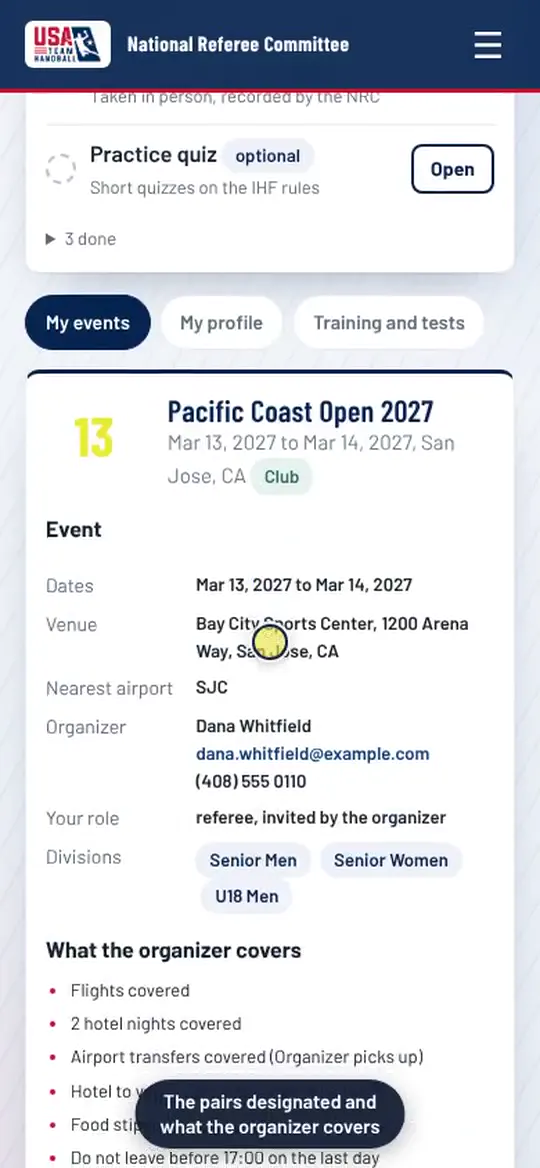 USA
TEAM
HANDBALL
National Referee Committee
Taken in person, recorded by the NRC
Practice quiz optional
Open
Short quizzes on the IHF rules
3 done
My events My profile Training and tests
13
Pacific Coast Open 2027
Mar 13, 2027 to Mar 14, 2027, San
Jose, CA Club
Event
Dates Mar 13, 2027 to Mar 14, 2027
Venue Bay City Sports Center, 1200 Arena
Way, San Jose, CA
Nearest airport SJC
Organizer Dana Whitfield
dana.whitfield@example.com
(408) 555 0110
Your role referee, invited by the organizer
Divisions Senior Men Senior Women
U18 Men
What the organizer covers
Flights covered
2 hotel nights covered
Airport transfers covered (Organizer picks up)
Hotel to
The pairs designated and
what the organizer covers
Food
Do not leave before 17:00 on the last day